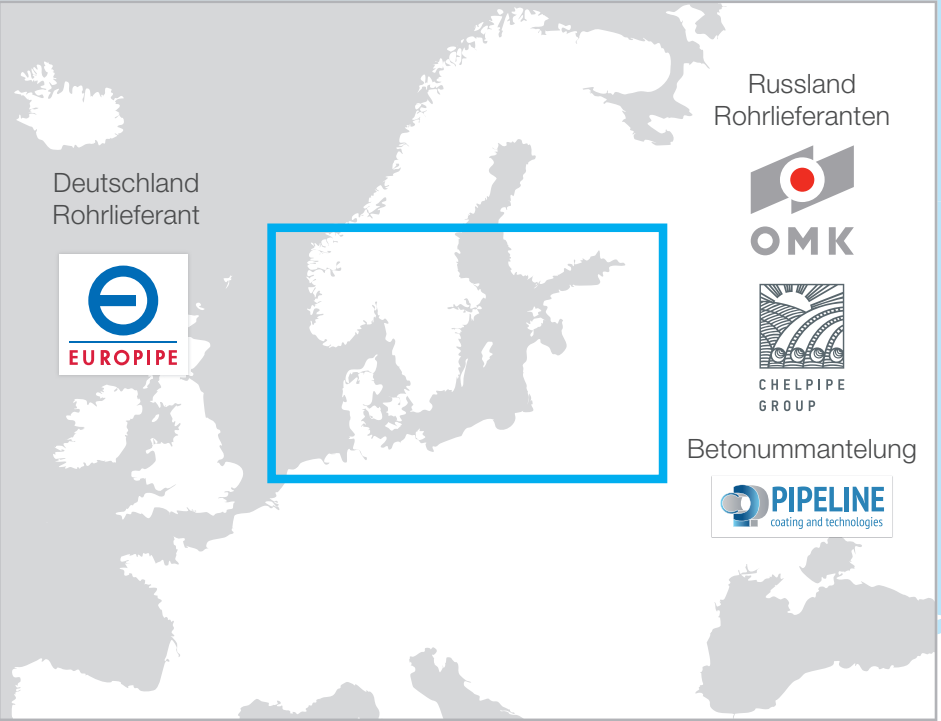 Deutschland
Rohrlieferant
EUROPIPE
Russland
Rohrlieferanten
OMK
CHELPIPE
GROUP
Betonummantelung
PIPELINE
coating and technologies